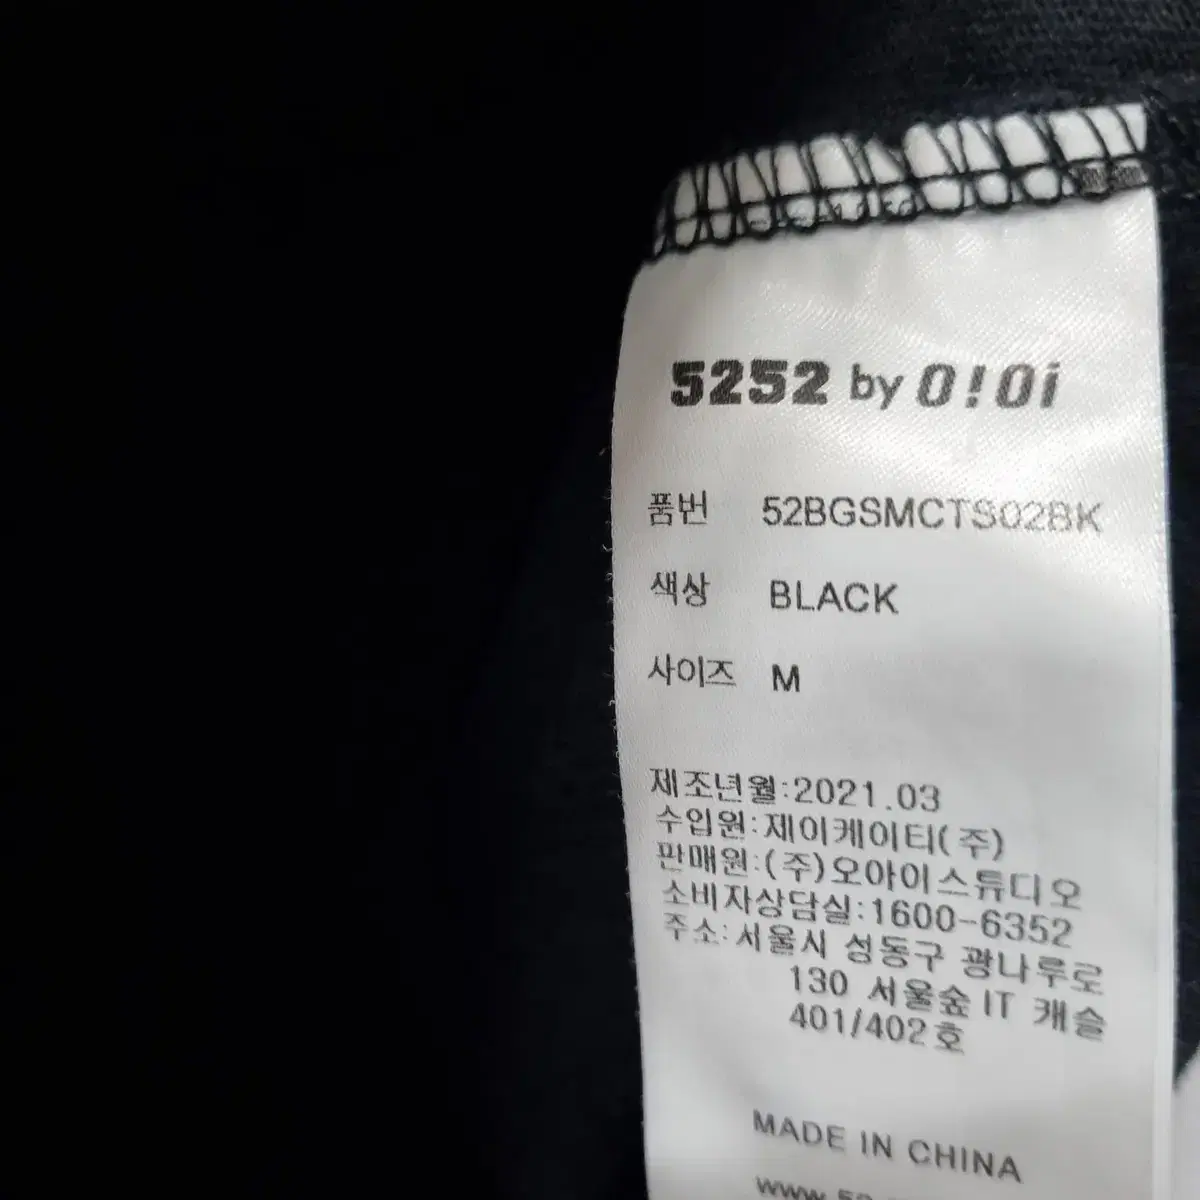 5252 by O!Oi
품번 52BGSMCTS02BK
색상 BLACK
사이즈 M
제조년월:2021.03
수입원:제이케이티(주)
판매원:(주)오아이스튜디오
소비자상담실:1600-6352
주소:서울시 성동구 광나루로
130 서울숲IT 캐슬
401/402호
MADE IN CHINA